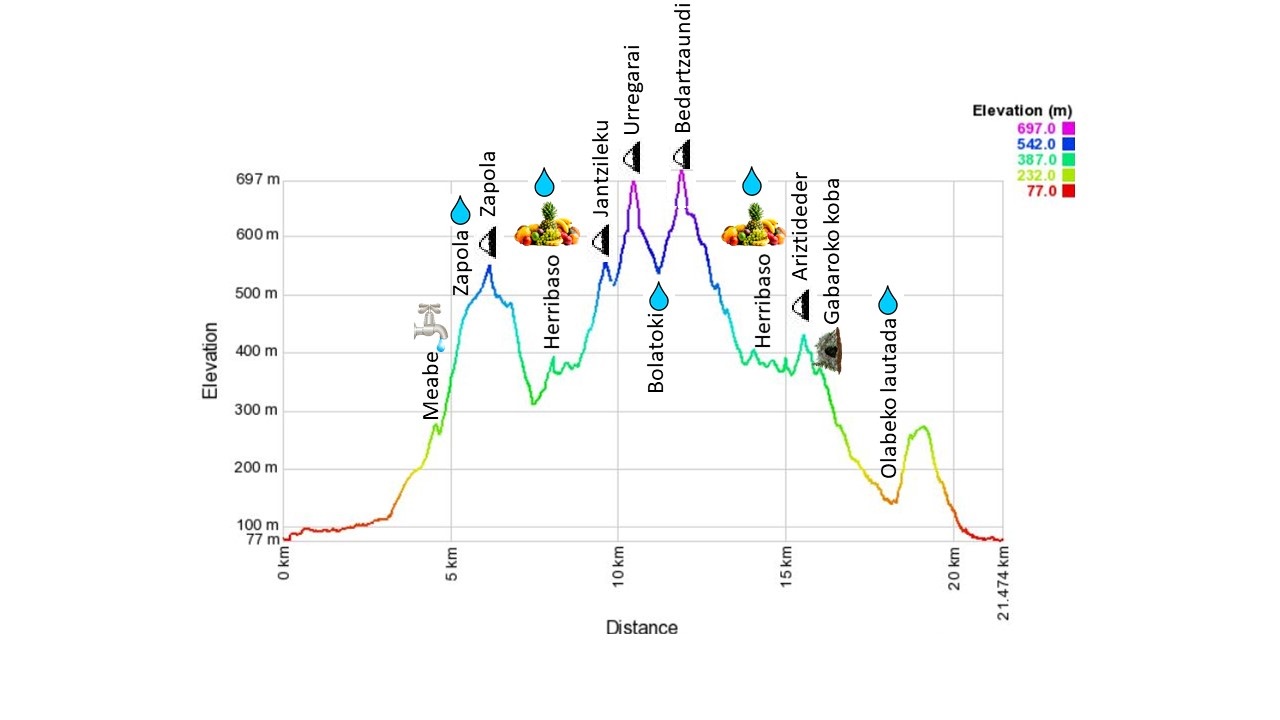 Elevation (m)
697.0
542.0
387.0
232.0
77.0
Elevation
697 m
600 m
500 m
400 m
300 m
200 m
100 m
77 m
Meabe
Zapola
Zapola
Herribaso
Jantzileku
Urregarai
Bolatoki
Bedartzaundi
Herribaso
Ariztideder
Gabaroko koba
Olabeko lautada
0 km
5 km
10 km
15 km
20 km
21.474 km
Distance